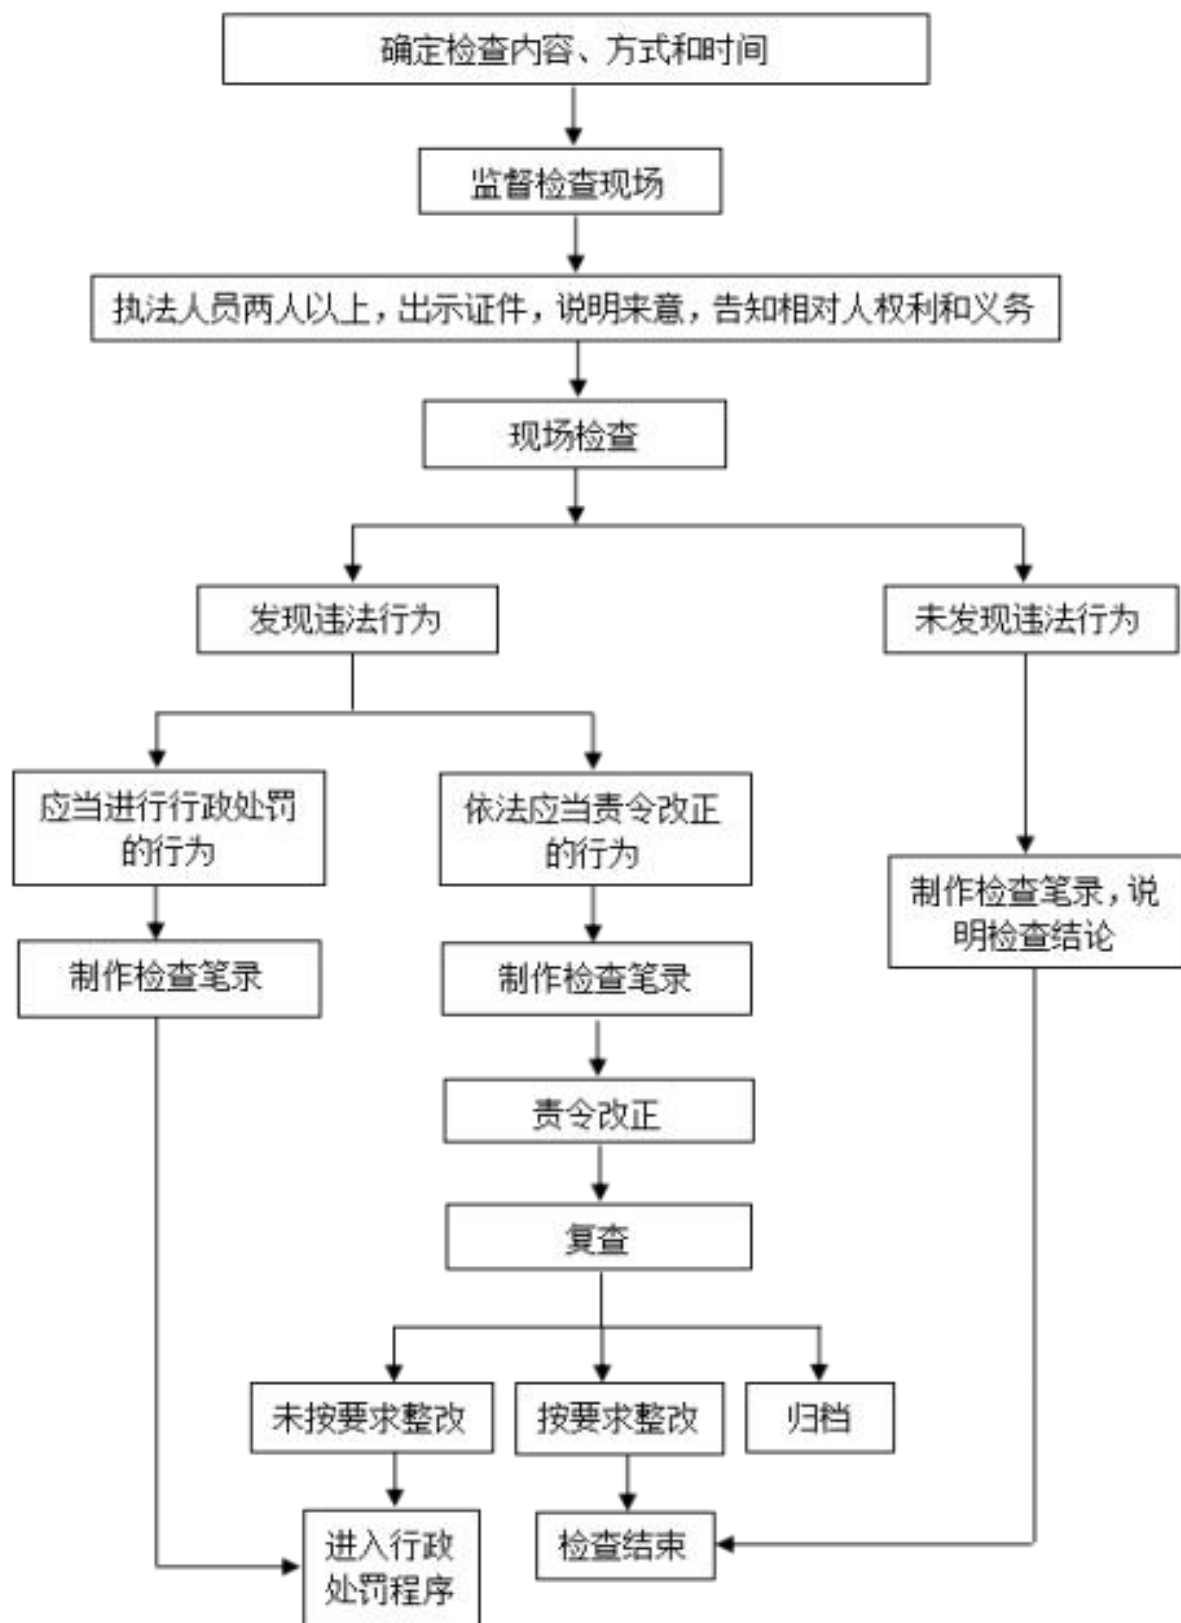 确定检查内容、方式和时间
监督检查现场
执法人员两人以上，出示证件，说明来意，告知相对人权利和义务
现场检查
发现违法行为
未发现违法行为
应当进行行政处罚
的行为
依法应当责令改正
的行为
制作检查笔录，说
明检查结论
制作检查笔录
制作检查笔录
责令改正
复查
未按要求整改
按要求整改
归档
进入行政
处罚程序
检查结束